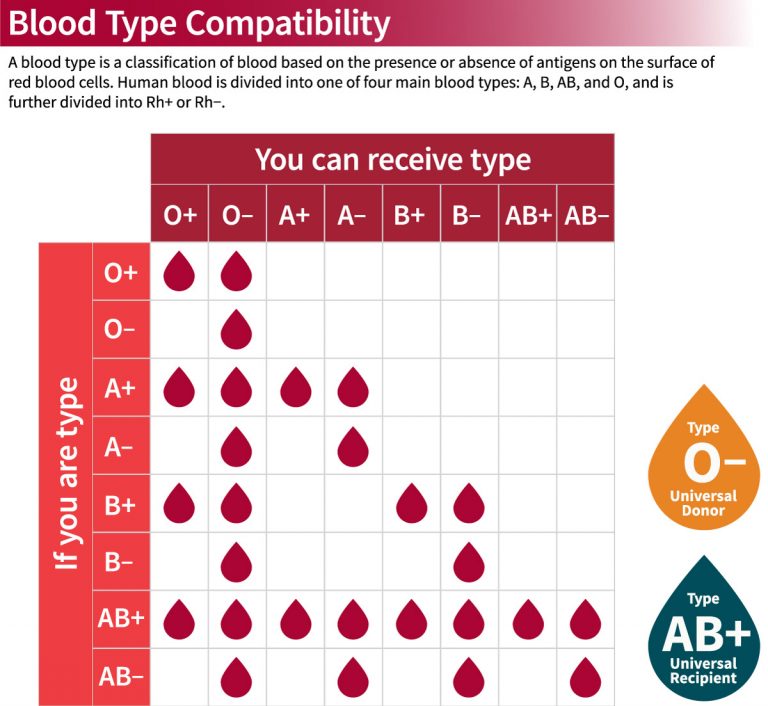 Blood Type Compatibility
A blood type is a classification of blood based on the presence or absence of antigens on the surface of
red blood cells. Human blood is divided into one of four main blood types: A, B, AB, and O, and is
further divided into Rh+ or Rh−.
You can receive type
O+ O− A+ A− B+ B− AB+ AB−
If you are type
O+
O−
A+
A−
B+
B−
AB+
AB−
Type
O−
Universal
Donor
Type
AB+
Universal
Recipient